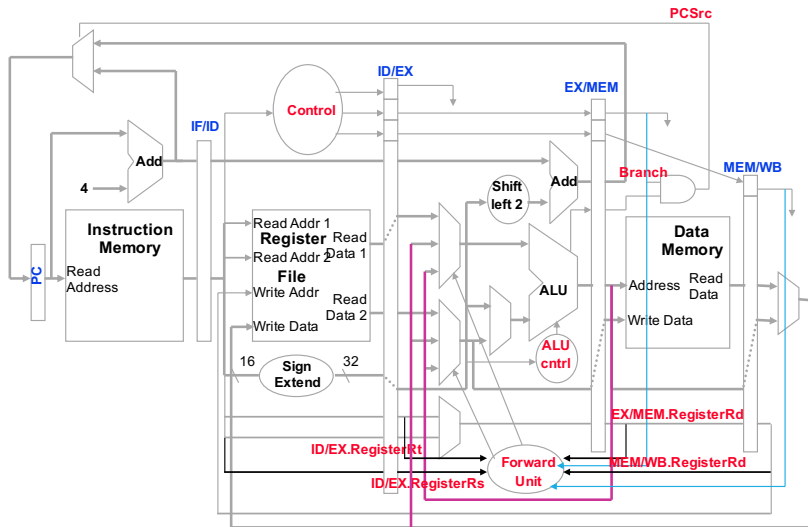 PCSrc
ID/EX
EX/MEM
Control
IF/ID
MEM/WB
Add
Branch
4
Shift
left 2
Add
Instruction
Memory
Read Addr 1
Register
Read
Data 1
Read Addr 2
File
Data
Memory
PC
Read
Address
Write Addr
ALU
Address
Read
Data
Read
Data 2
Write Data
Write Data
ALU
cntrl
16
Sign
Extend
32
EX/MEM.RegisterRd
ID/EX.RegisterRt
Forward
Unit
MEM/WB.RegisterRd
ID/EX.RegisterRs